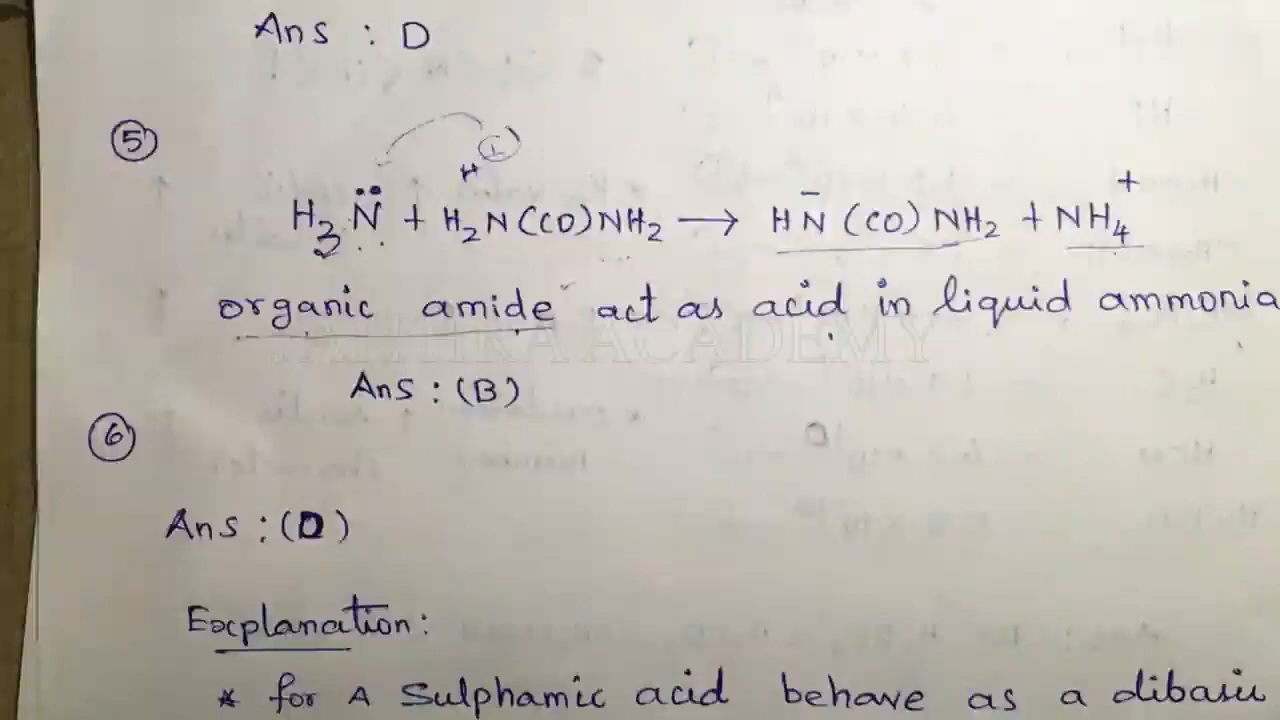 Ans : D
⑤
H⊕
H₃N̈ + H₂N(CO)NH₂ → HN̄(CO)NH₂ + NH₄⁺
organic amide act as acid in liquid ammonia
ACADEMY
Ans : (B)
⑥
Ans : (D)
Explanation:
* for A Sulphamic acid behave as a dibasic